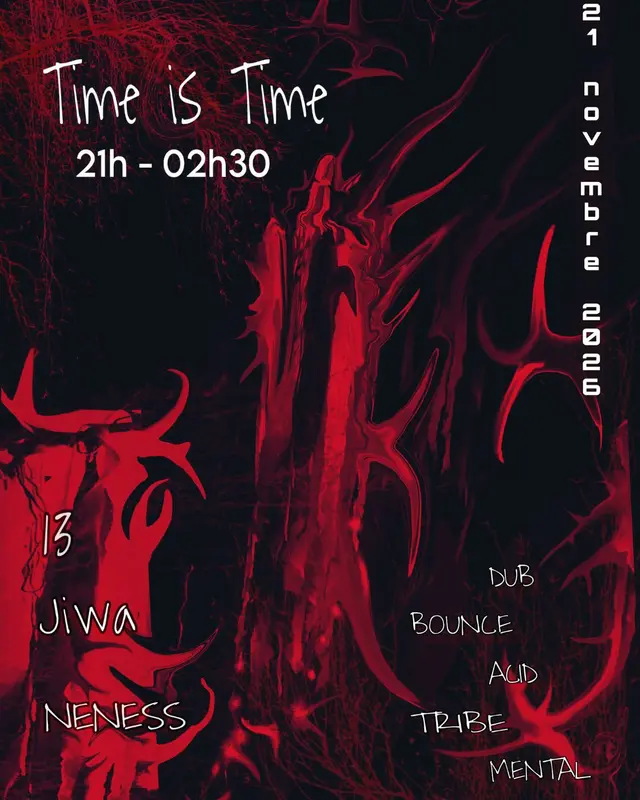 Time is Time
21h - 02h30
21 novembre 2026
13
Jiwa
NENESS
DUB
BOUNCE
ACID
TRIBE
MENTAL